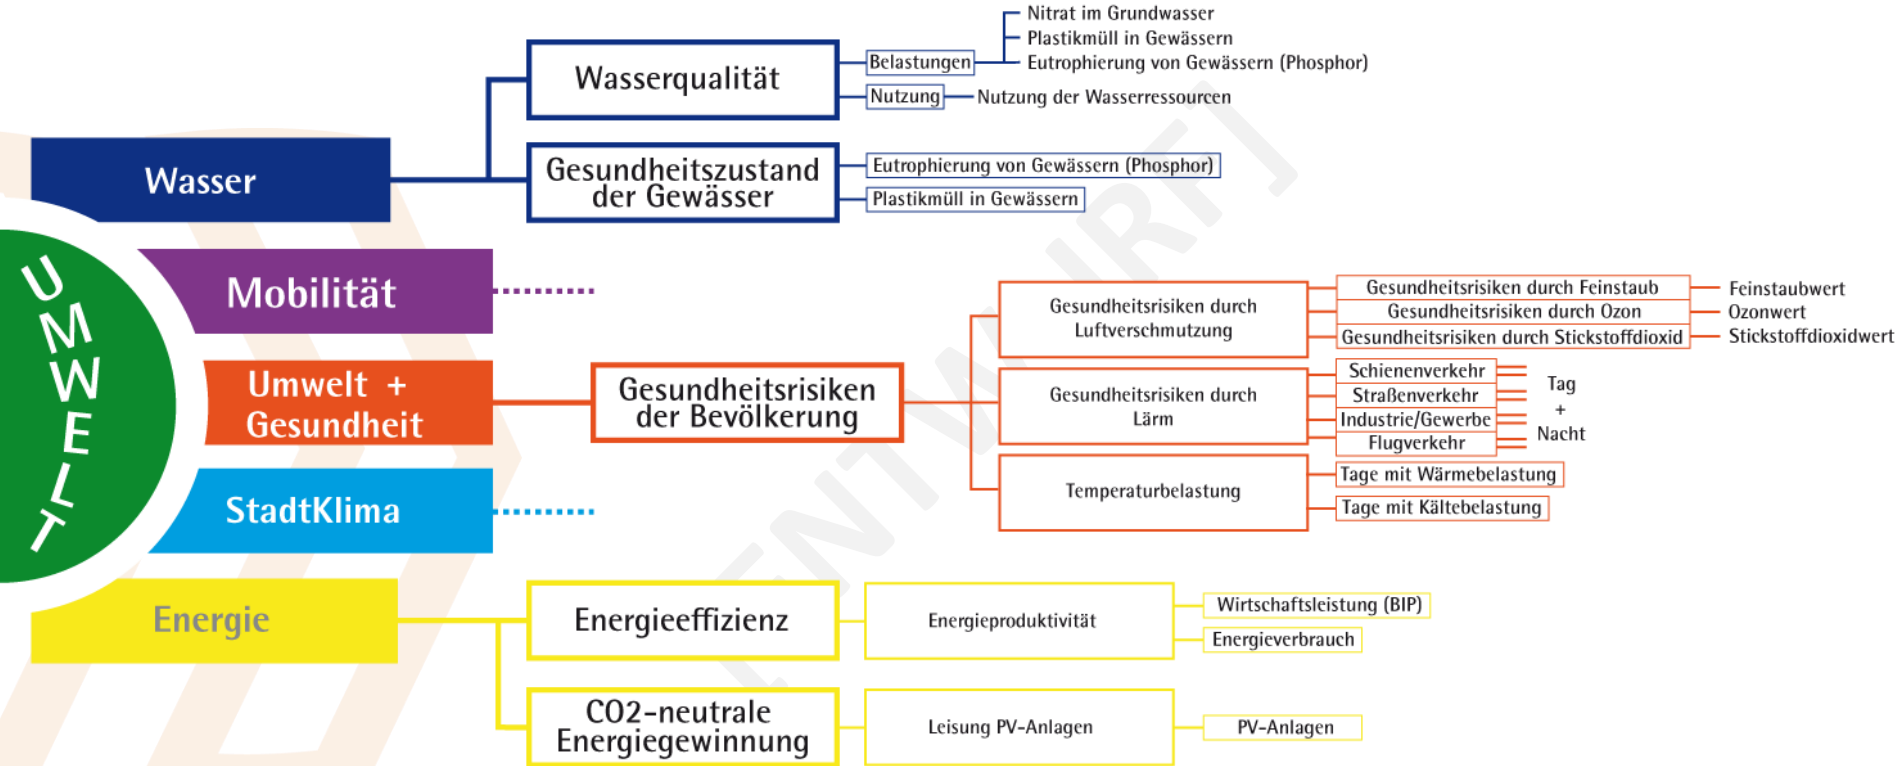 UMWELT
Wasser
Wasserqualität
Belastungen
Nitrat im Grundwasser
Plastikmüll in Gewässern
Eutrophierung von Gewässern (Phosphor)
Nutzung
Nutzung der Wasserressourcen
Gesundheitszustand
der Gewässer
Eutrophierung von Gewässern (Phosphor)
Plastikmüll in Gewässern
Mobilität
Umwelt +
Gesundheit
Gesundheitsrisiken
der Bevölkerung
Gesundheitsrisiken durch
Luftverschmutzung
Gesundheitsrisiken durch Feinstaub
Feinstaubwert
Gesundheitsrisiken durch Ozon
Ozonwert
Gesundheitsrisiken durch Stickstoffdioxid
Stickstoffdioxidwert
Gesundheitsrisiken durch
Lärm
Schienenverkehr
Straßenverkehr
Industrie/Gewerbe
Flugverkehr
Tag
+
Nacht
Temperaturbelastung
Tage mit Wärmebelastung
Tage mit Kältebelastung
StadtKlima
Energie
Energieeffizienz
Energieproduktivität
Wirtschaftsleistung (BIP)
Energieverbrauch
CO2-neutrale
Energiegewinnung
Leisung PV-Anlagen
PV-Anlagen
[ENTWURF]